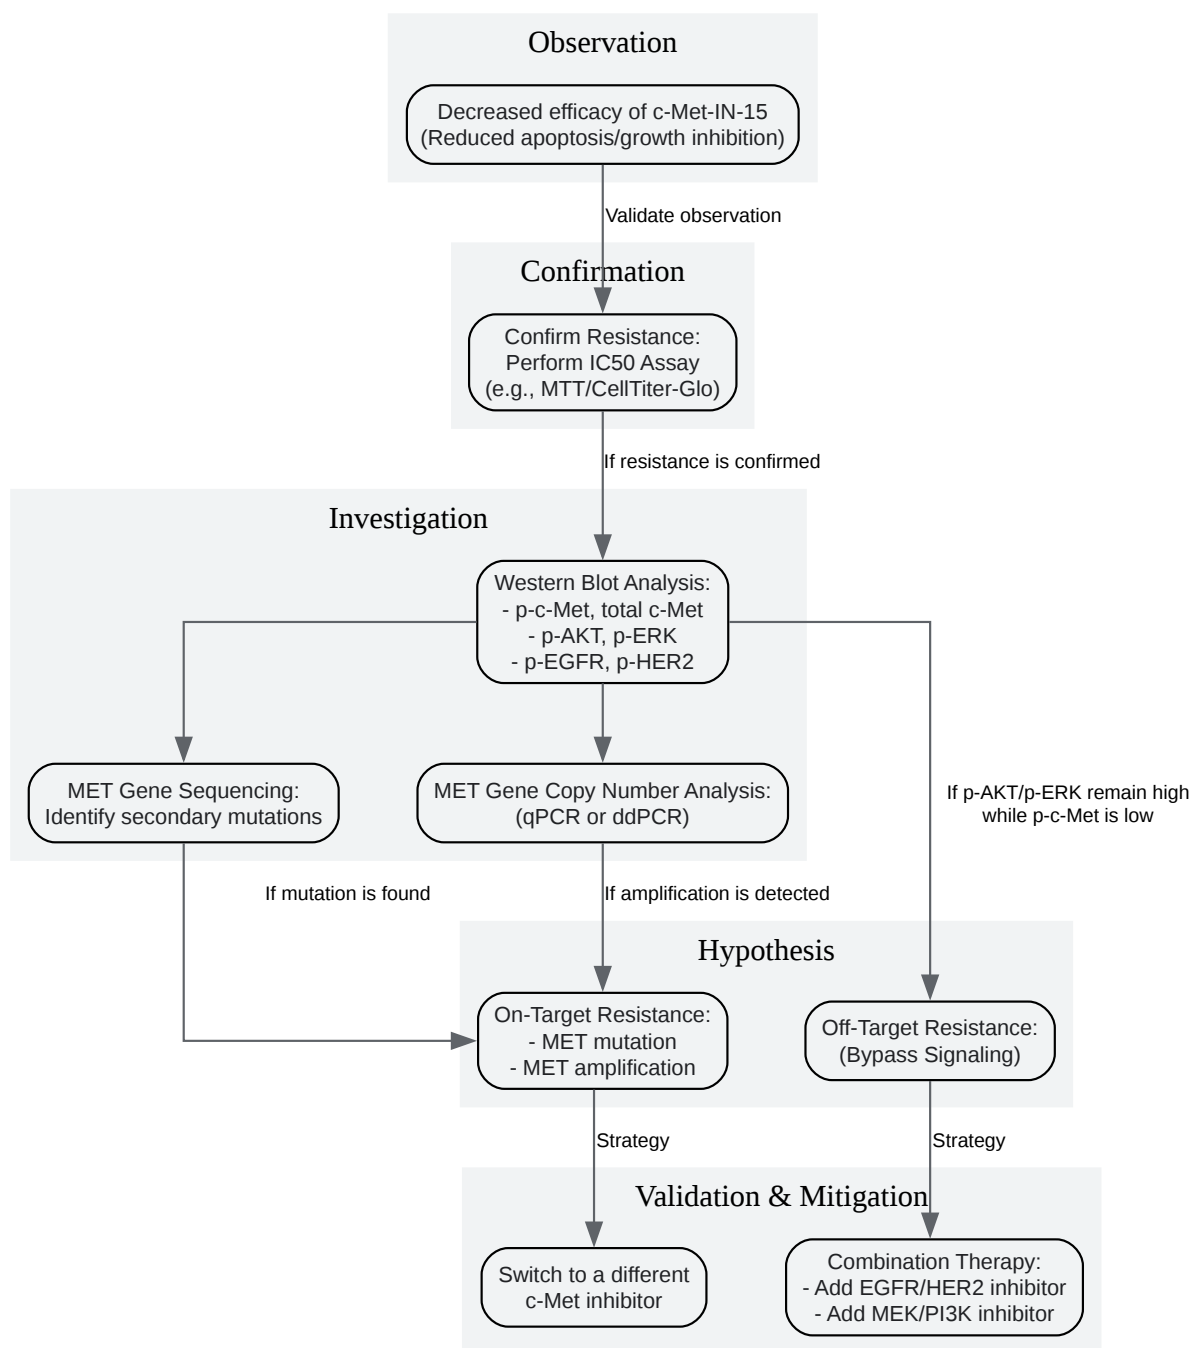 Observation
Decreased efficacy of c-Met-IN-15
(Reduced apoptosis/growth inhibition)
Validate observation
Confirmation
Confirm Resistance:
Perform IC50 Assay
(e.g., MTT/CellTiter-Glo)
If resistance is confirmed
Investigation
Western Blot Analysis:
- p-c-Met, total c-Met
- p-AKT, p-ERK
- p-EGFR, p-HER2
MET Gene Sequencing:
Identify secondary mutations
MET Gene Copy Number Analysis:
(qPCR or ddPCR)
If p-AKT/p-ERK remain high
while p-c-Met is low
If mutation is found
If amplification is detected
Hypothesis
On-Target Resistance:
- MET mutation
- MET amplification
Off-Target Resistance:
(Bypass Signaling)
Strategy
Strategy
Validation & Mitigation
Switch to a different
c-Met inhibitor
Combination Therapy:
- Add EGFR/HER2 inhibitor
- Add MEK/PI3K inhibitor